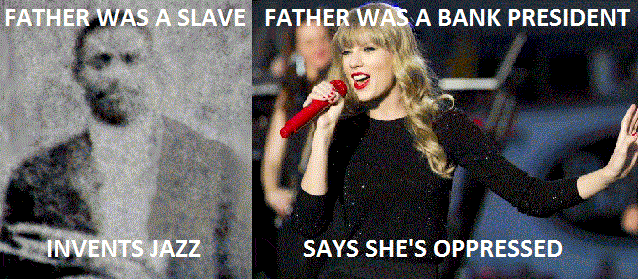 FATHER WAS A SLAVE
FATHER WAS A BANK PRESIDENT
INVENTS JAZZ
SAYS SHE'S OPPRESSED